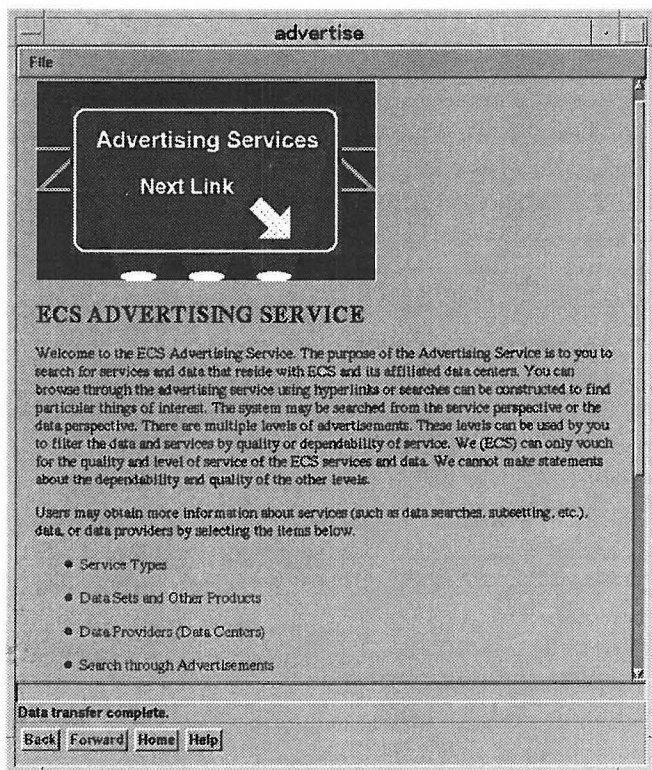 advertise
File
Advertising Services
Next Link
ECS ADVERTISING SERVICE
Welcome to the ECS Advertising Service. The purpose of the Advertising Service is to you to
search for services and data that reside with ECS and its affiliated data centers. You can
browse through the advertising service using hyperlinks or searches can be constructed to find
particular things of interest. The system may be searched from the service perspective or the
data perspective. There are multiple levels of advertisements. These levels can be used by you
to filter the data and services by quality or dependability of service. We (ECS) can only vouch
for the quality and level of service of the ECS services and data. We cannot make statements
about the dependability and quality of the other levels.
Users may obtain more information about services (such as data searches, subsetting, etc.),
data, or data providers by selecting the items below.
Service Types
Data Sets and Other Products
Data Providers (Data Centers)
Search through Advertisements
Data transfer complete.
Back Forward Home Help